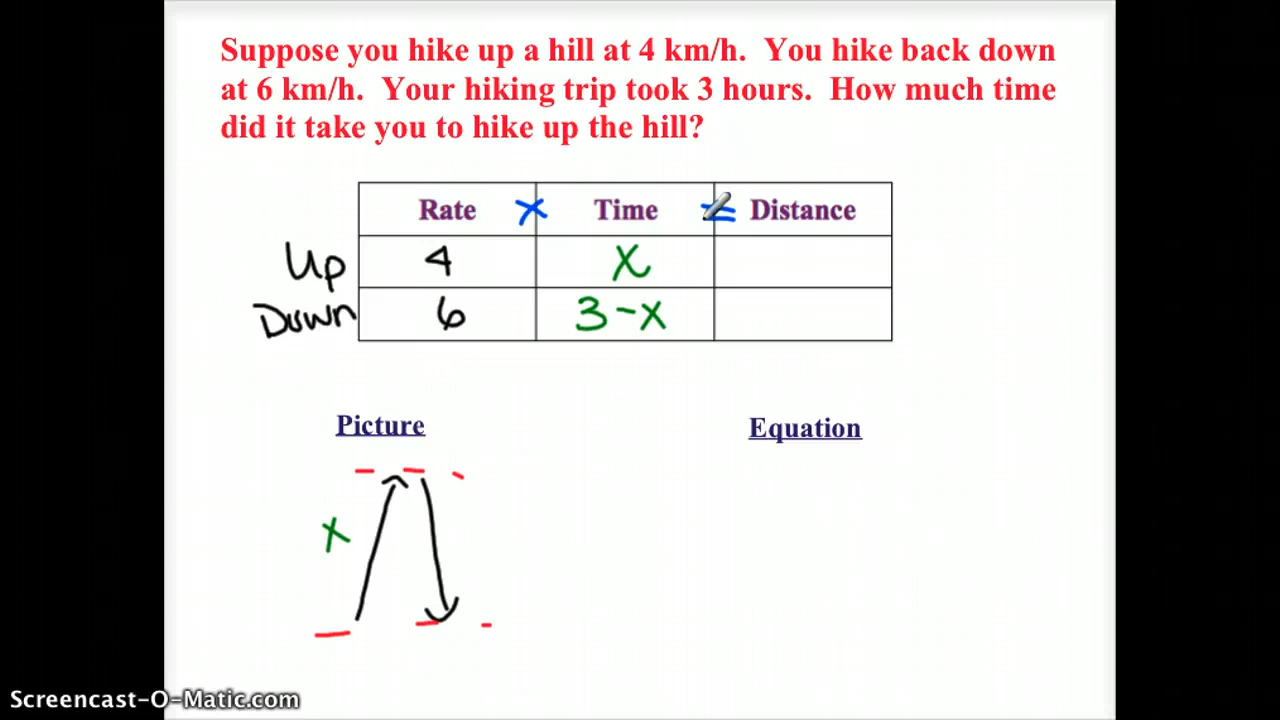 Suppose you hike up a hill at 4 km/h. You hike back down
at 6 km/h. Your hiking trip took 3 hours. How much time
did it take you to hike up the hill?
Rate × Time = Distance
Up 4 x
Down 6 3-x
Picture
Equation
x
Screencast-O-Matic.com